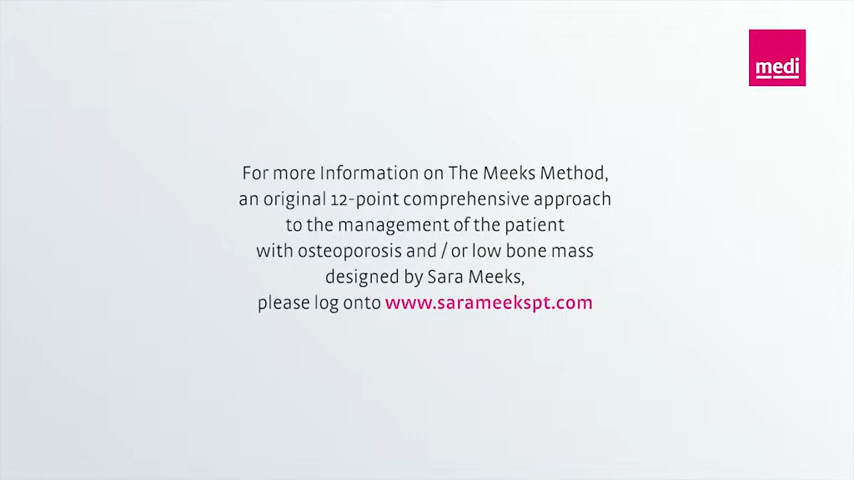 medi
For more Information on The Meeks Method,
an original 12-point comprehensive approach
to the management of the patient
with osteoporosis and / or low bone mass
designed by Sara Meeks,
please log onto www.sarameekspt.com